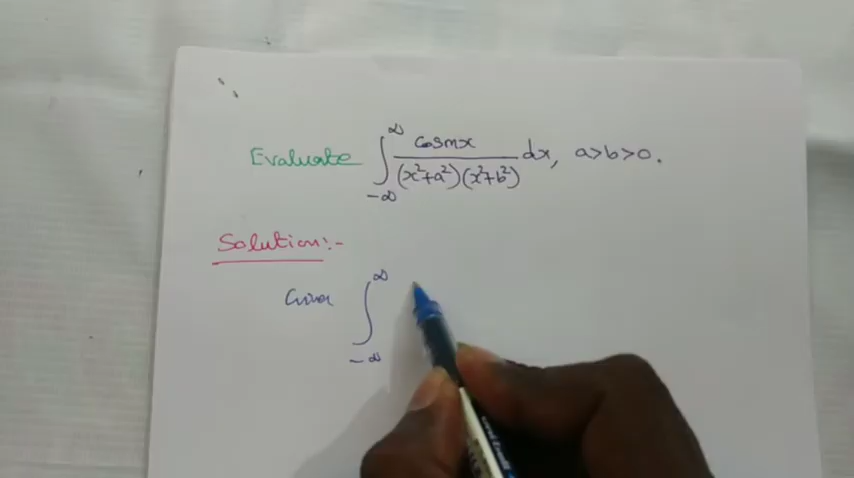 Evaluate ∫_{-∞}^{∞} cosmx / (x²+a²)(x²+b²) dx, a>b>0.
Solution:-
Given ∫_{-∞}^{∞}